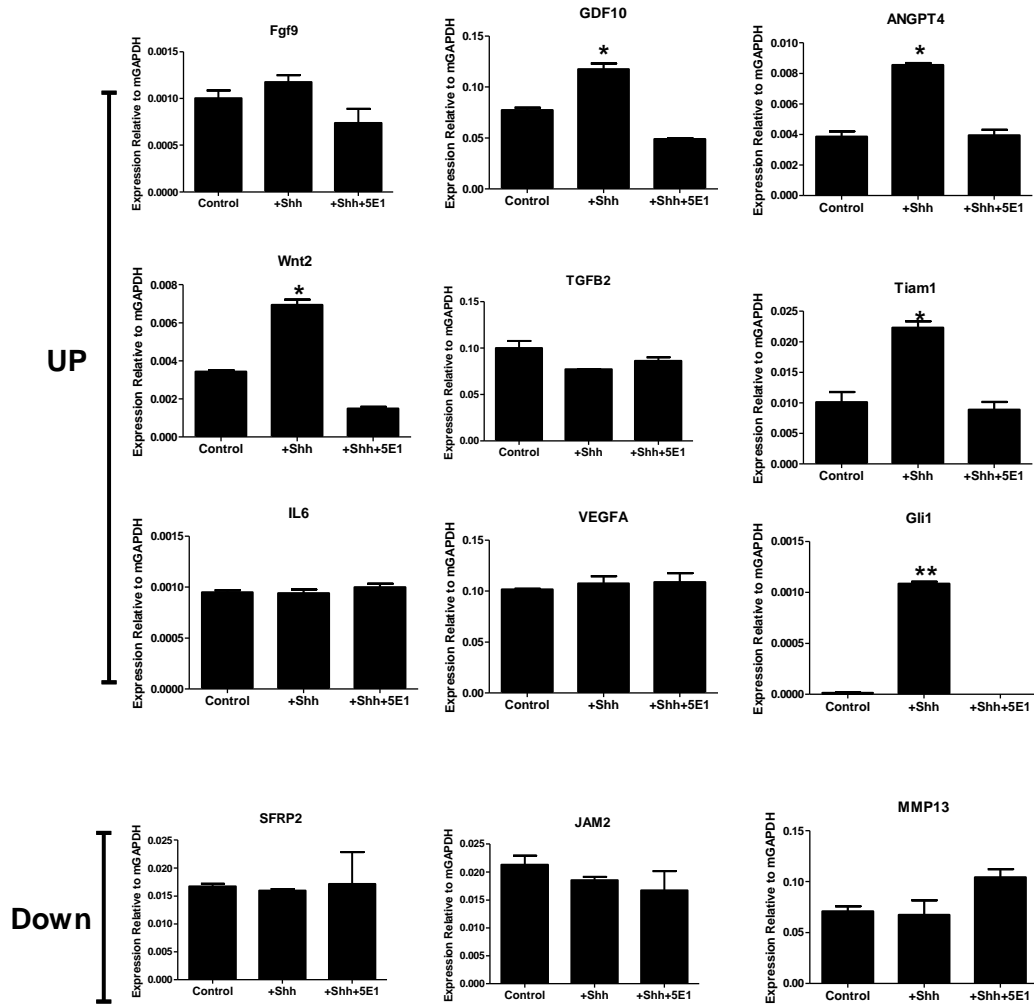 UP
Fgf9
Expression Relative to mGAPDH
0.0015
0.0010
0.0005
0.0000
Control
+Shh
+Shh+5E1
GDF10
Expression Relative to mGAPDH
0.15
0.10
0.05
0.00
*
Control
+Shh
+Shh+5E1
ANGPT4
Expression Relative to mGAPDH
0.010
0.008
0.006
0.004
0.002
0.000
*
Control
+Shh
+Shh+5E1
Wnt2
Expression Relative to mGAPDH
0.008
0.006
0.004
0.002
0.000
*
Control
+Shh
+Shh+5E1
TGFB2
Expression Relative to mGAPDH
0.15
0.10
0.05
0.00
Control
+Shh
+Shh+5E1
Tiam1
Expression Relative to mGAPDH
0.025
0.020
0.015
0.010
0.005
0.000
*
Control
+Shh
+Shh+5E1
IL6
Expression Relative to mGAPDH
0.0015
0.0010
0.0005
0.0000
Control
+Shh
+Shh+5E1
VEGFA
Expression Relative to mGAPDH
0.15
0.10
0.05
0.00
Control
+Shh
+Shh+5E1
Gli1
Expression Relative to mGAPDH
0.0015
0.0010
0.0005
0.0000
**
Control
+Shh
+Shh+5E1
Down
SFRP2
Expression Relative to mGAPDH
0.025
0.020
0.015
0.010
0.005
0.000
Control
+Shh
+Shh+5E1
JAM2
Expression Relative to mGAPDH
0.025
0.020
0.015
0.010
0.005
0.000
Control
+Shh
+Shh+5E1
MMP13
Expression Relative to mGAPDH
0.15
0.10
0.05
0.00
Control
+Shh
+Shh+5E1